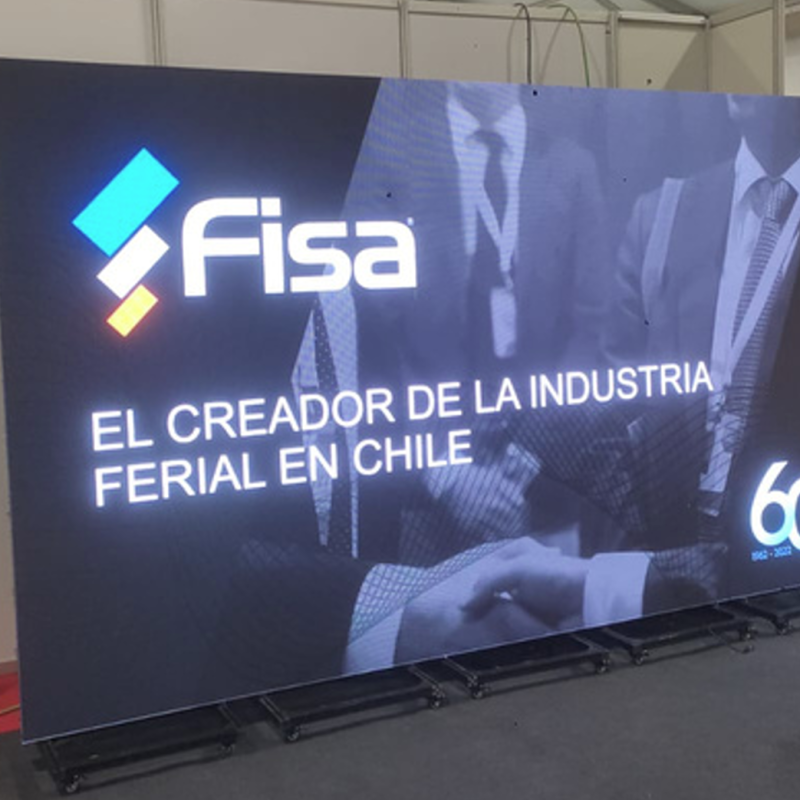 Fisa
EL CREADOR DE LA INDUSTRIA
FERIAL EN CHILE
60
1962 - 2022